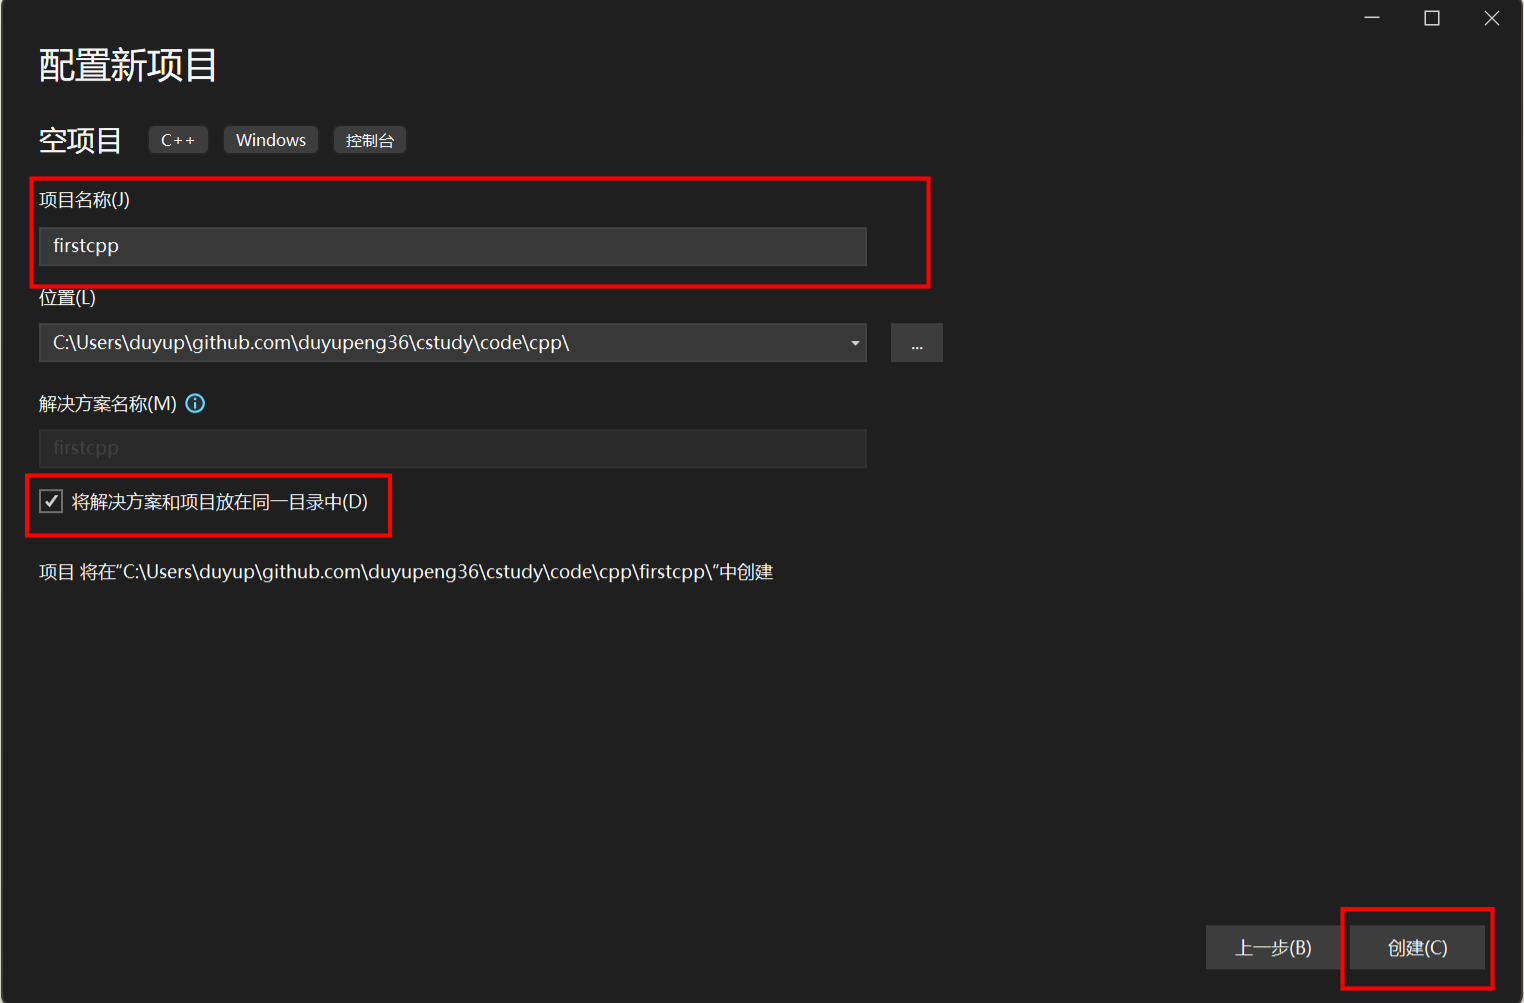 配置新项目
空项目 C++ Windows 控制台
项目名称(J)
firstcpp
位置(L)
C:\Users\duyup\github.com\duyupeng36\cstudy\code\cpp\
...
解决方案名称(M)
firstcpp
将解决方案和项目放在同一目录中(D)
项目 将在“C:\Users\duyup\github.com\duyupeng36\cstudy\code\cpp\firstcpp\”中创建
上一步(B) 创建(C)